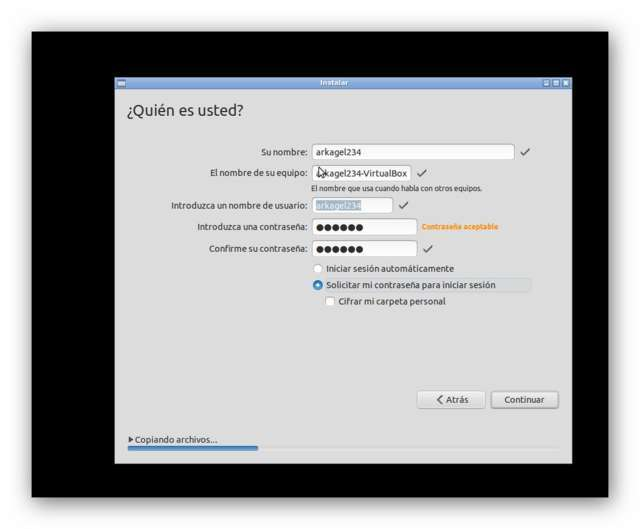 Instalar
¿Quién es usted?
Su nombre: arkagel234
El nombre de su equipo: arkagel234-VirtualBox
El nombre que usa cuando habla con otros equipos.
Introduzca un nombre de usuario: arkagel234
Introduzca una contraseña: ●●●●●● Contraseña aceptable
Confirme su contraseña: ●●●●●●
Iniciar sesión automáticamente
Solicitar mi contraseña para iniciar sesión
Cifrar mi carpeta personal
Atrás Continuar
Copiando archivos...